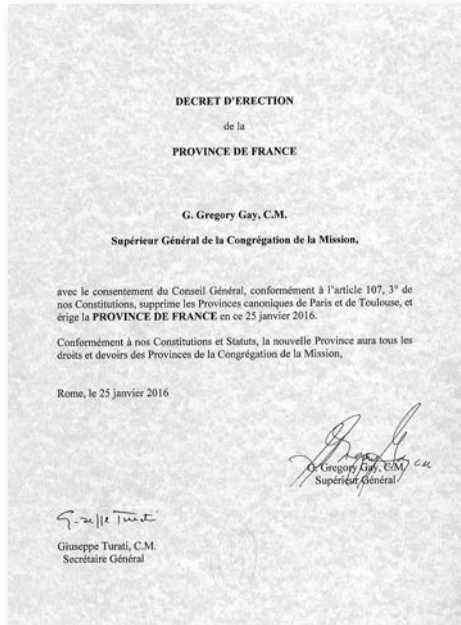 DECRET D'ERECTION
de la
PROVINCE DE FRANCE
G. Gregory Gay, C.M.
Supérieur Général de la Congrégation de la Mission,
avec le consentement du Conseil Général, conformément à l'article 107, 3° de
nos Constitutions, supprime les Provinces canoniques de Paris et de Toulouse, et
érige la PROVINCE DE FRANCE en ce 25 janvier 2016.
Conformément à nos Constitutions et Statuts, la nouvelle Province aura tous les
droits et devoirs des Provinces de la Congrégation de la Mission,
Rome, le 25 janvier 2016
G. Gregory Gay, C.M.
Supérieur Général
Giuseppe Turati, C.M.
Secrétaire Général